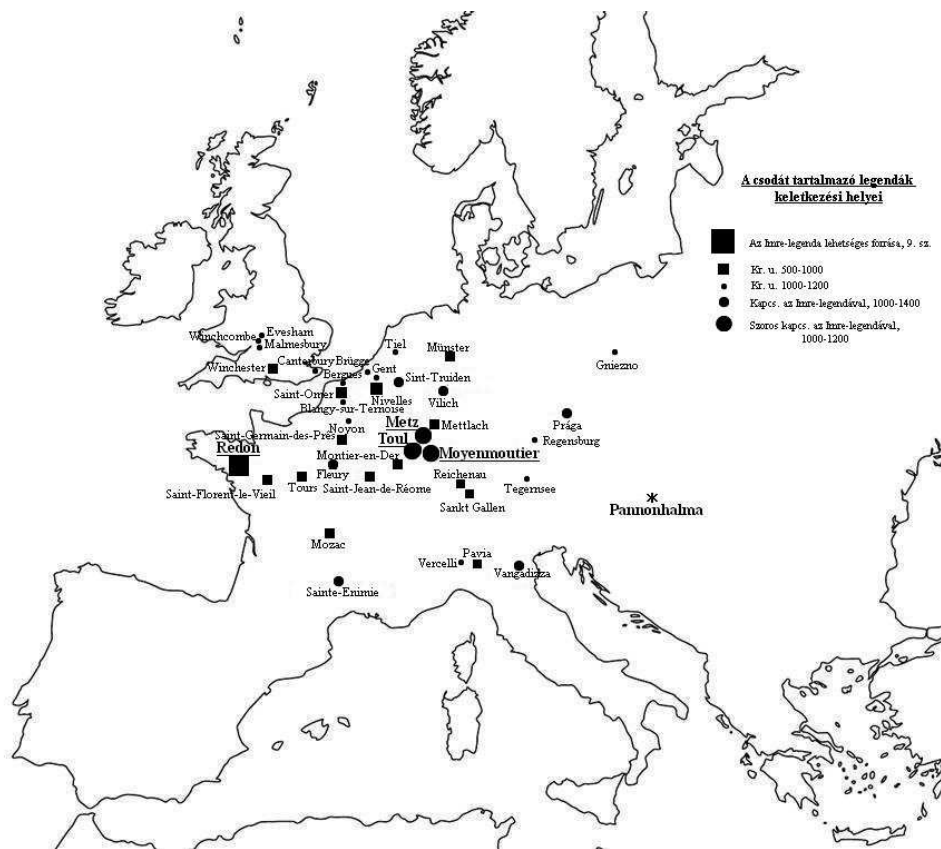 A csodát tartalmazó legendák
keletkezési helyei
Az Imre-legenda lehetséges forrása, 9. sz.
Kr. u. 500-1000
Kr. u. 1000-1200
Kapcs. az Imre-legendával, 1000-1400
Szoros kapcs. az Imre-legendával,
1000-1200
Evesham
Winchcombe
Malmesbury
Winchester
Canterbury
Brügge
Tiel
Münster
Gniezno
Bergues
Gent
Sint-Truiden
Saint-Omer
Nivelles
Vilich
Blangy-sur-Ternoise
Noyon
Metz
Mettlach
Prága
Saint-Germain-des-Prés
Toul
Regensburg
Redon
Montier-en-Der
Moyenmoutier
Fleury
Reichenau
Saint-Florent-le-Vieil
Tours
Saint-Jean-de-Réome
Tegernsee
Sankt Gallen
Pannonhalma
Mozac
Vercelli
Pavia
Vangadizza
Sainte-Enimie